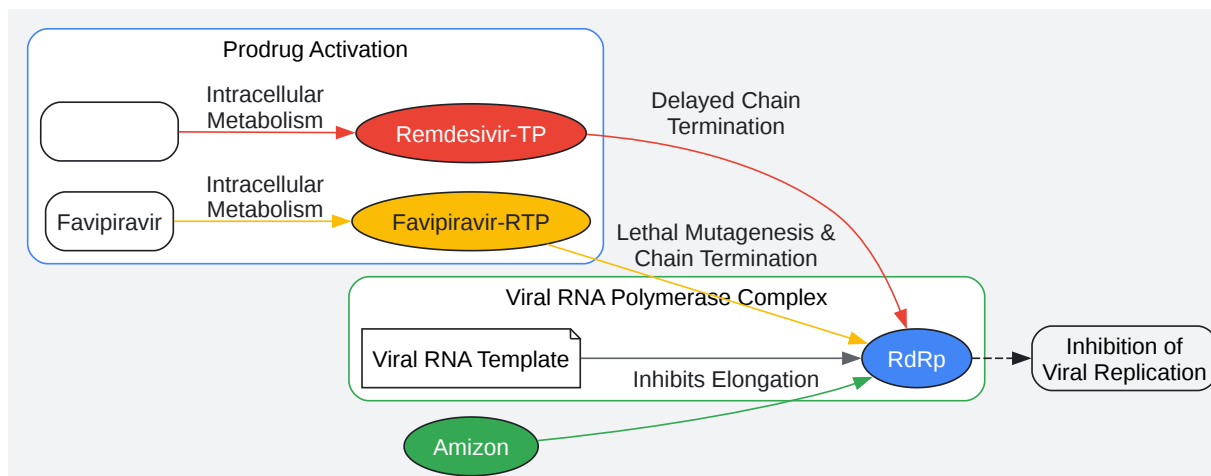 Prodrug Activation
Intracellular
Metabolism
Remdesivir-TP
Delayed Chain
Termination
Intracellular
Metabolism
Favipiravir
Favipiravir-RTP
Lethal Mutagenesis &
Chain Termination
Viral RNA Polymerase Complex
Viral RNA Template
Inhibits Elongation
RdRp
Inhibition of
Viral Replication
Amizon